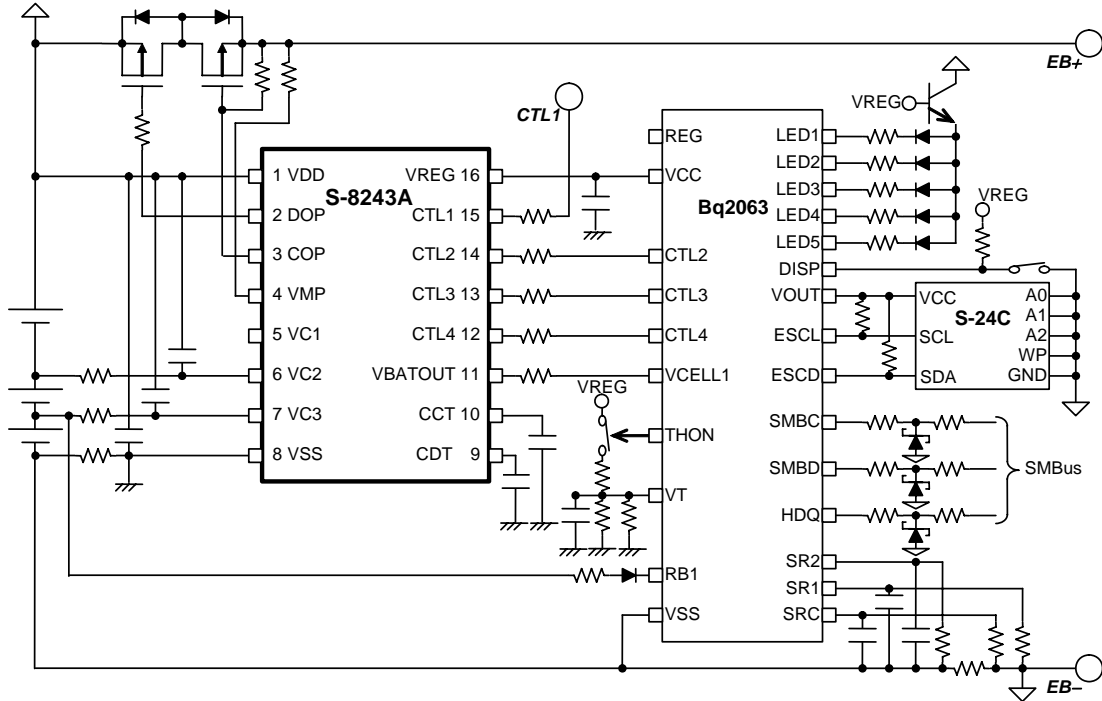 EB+
CTL1
VREG
S-8243A
1 VDD
2 DOP
3 COP
4 VMP
5 VC1
6 VC2
7 VC3
8 VSS
VREG 16
CTL1 15
CTL2 14
CTL3 13
CTL4 12
VBATOUT 11
CCT 10
CDT 9
VREG
Bq2063
REG
VCC
CTL2
CTL3
CTL4
VCELL1
THON
VT
RB1
VSS
LED1
LED2
LED3
LED4
LED5
DISP
VOUT
ESCL
ESCD
SMBC
SMBD
HDQ
SR2
SR1
SRC
VREG
S-24C
VCC
SCL
SDA
A0
A1
A2
WP
GND
SMBus
EB–